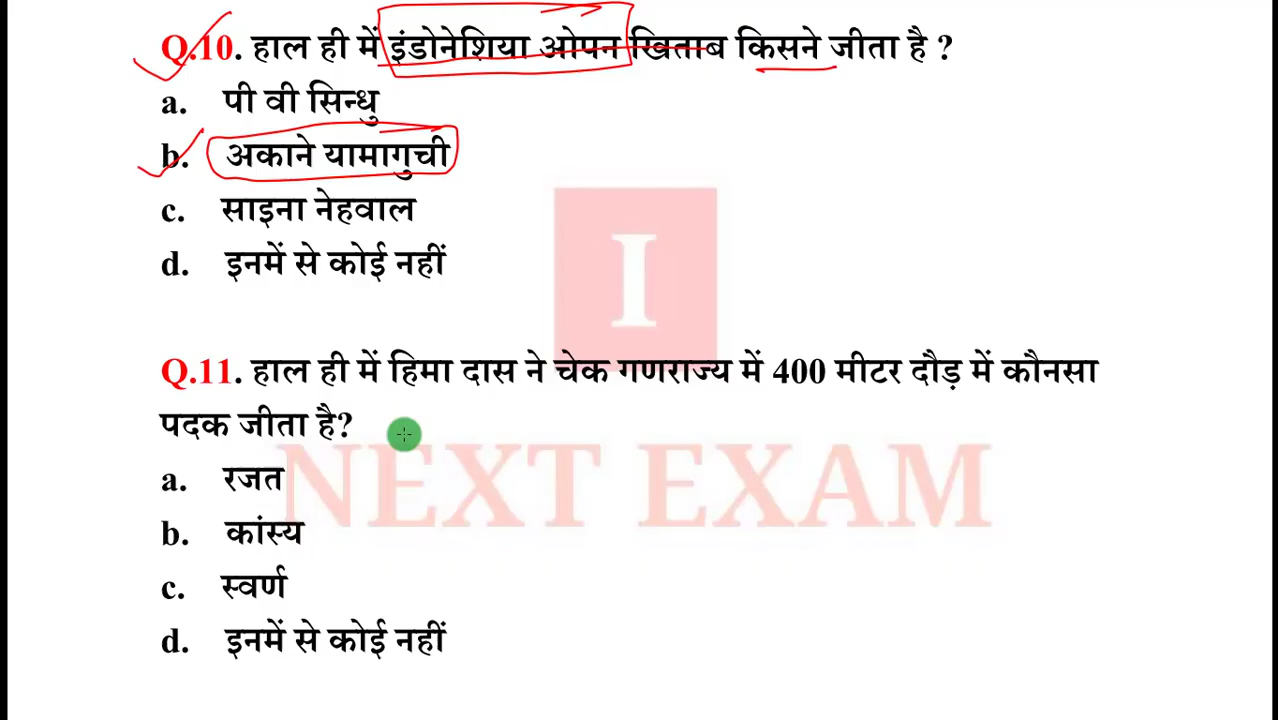 Q.10. हाल ही में इंडोनेशिया ओपन खिताब किसने जीता है ?
a. पी वी सिन्धु
b. अकाने यामागुची
c. साइना नेहवाल
d. इनमें से कोई नहीं
I
Q.11. हाल ही में हिमा दास ने चेक गणराज्य में 400 मीटर दौड़ में कौनसा
पदक जीता है?
NEXT EXAM
a. रजत
b. कांस्य
c. स्वर्ण
d. इनमें से कोई नहीं